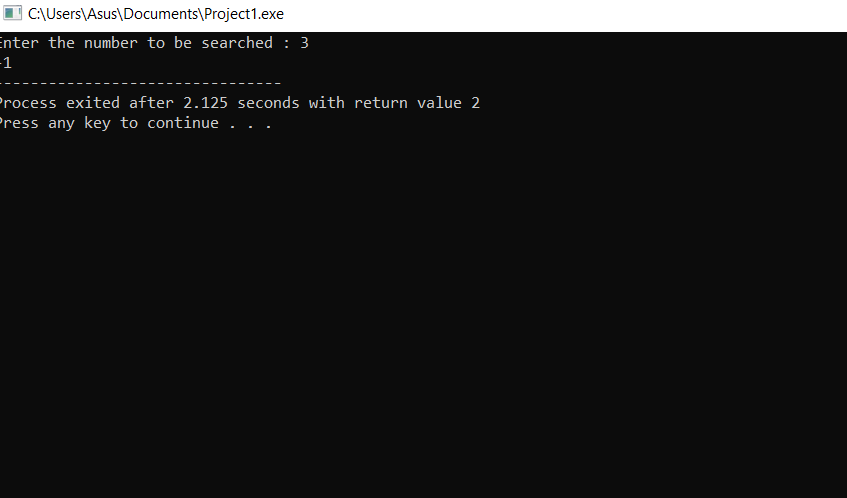 C:\Users\Asus\Documents\Project1.exe
Enter the number to be searched : 3
-1
--------------------------------
Process exited after 2.125 seconds with return value 2
Press any key to continue . . .